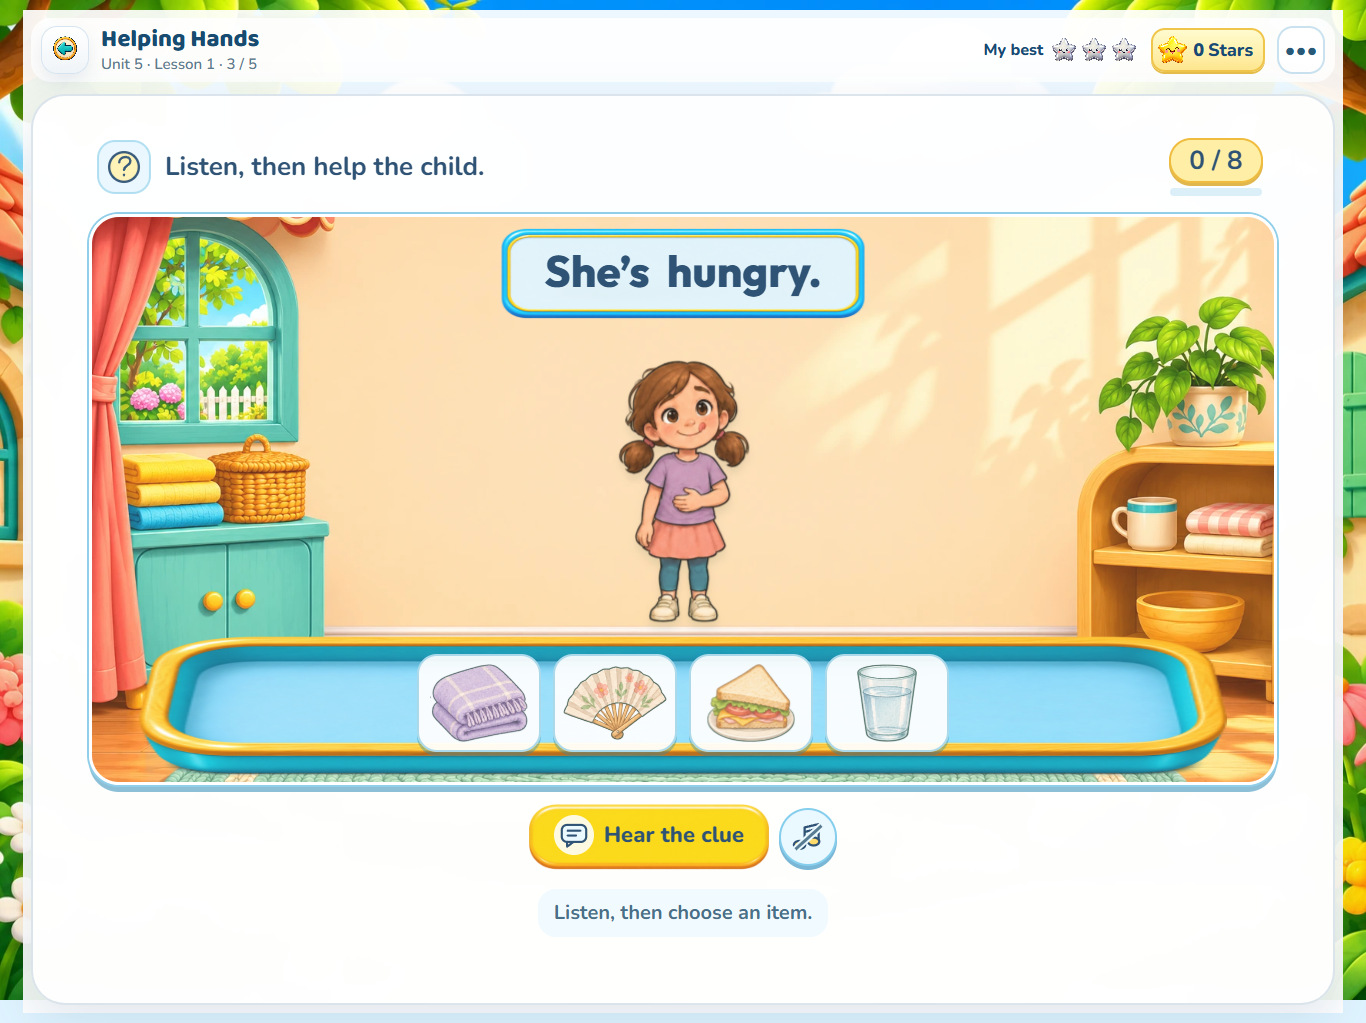 Helping Hands
Unit 5 · Lesson 1 · 3 / 5
My best
0 Stars
Listen, then help the child.
0 / 8
She's hungry.
Hear the clue
Listen, then choose an item.